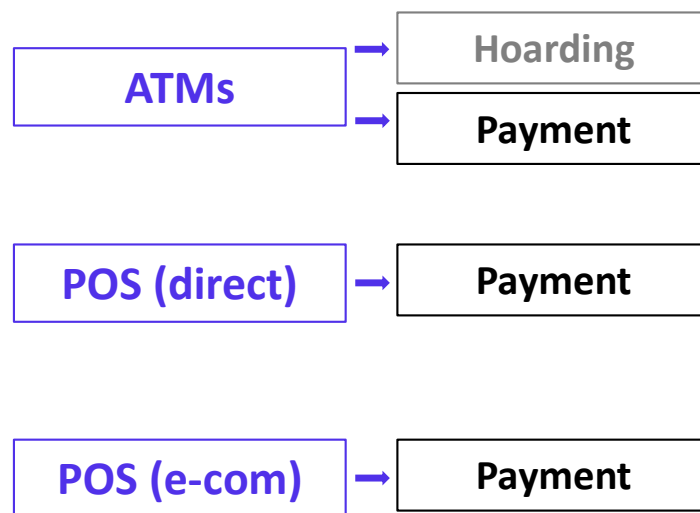 ATMs
Hoarding
Payment
POS (direct)
Payment
POS (e-com)
Payment